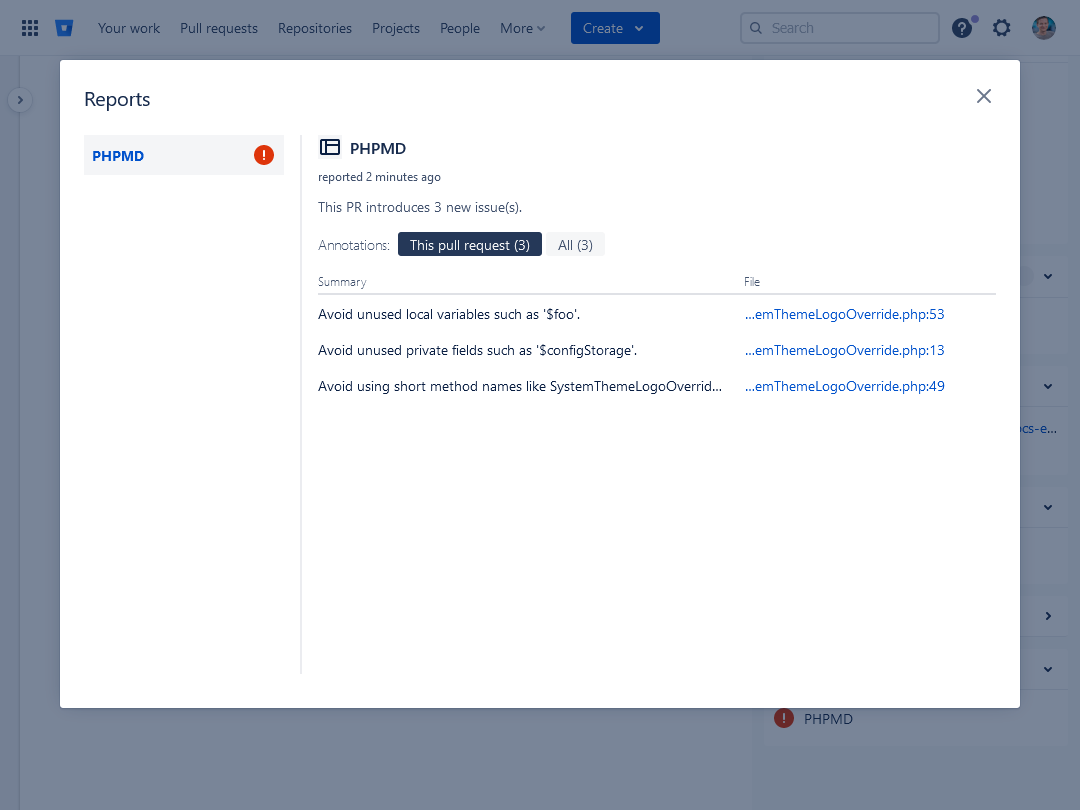 Your work Pull requests Repositories Projects People More Create Search
Reports
PHPMD
PHPMD
reported 2 minutes ago
This PR introduces 3 new issue(s).
Annotations: This pull request (3) All (3)
Summary File
Avoid unused local variables such as '$foo'. ...emThemeLogoOverride.php:53
Avoid unused private fields such as '$configStorage'. ...emThemeLogoOverride.php:13
Avoid using short method names like SystemThemeLogoOverrid... ...emThemeLogoOverride.php:49
ocs-e...
PHPMD